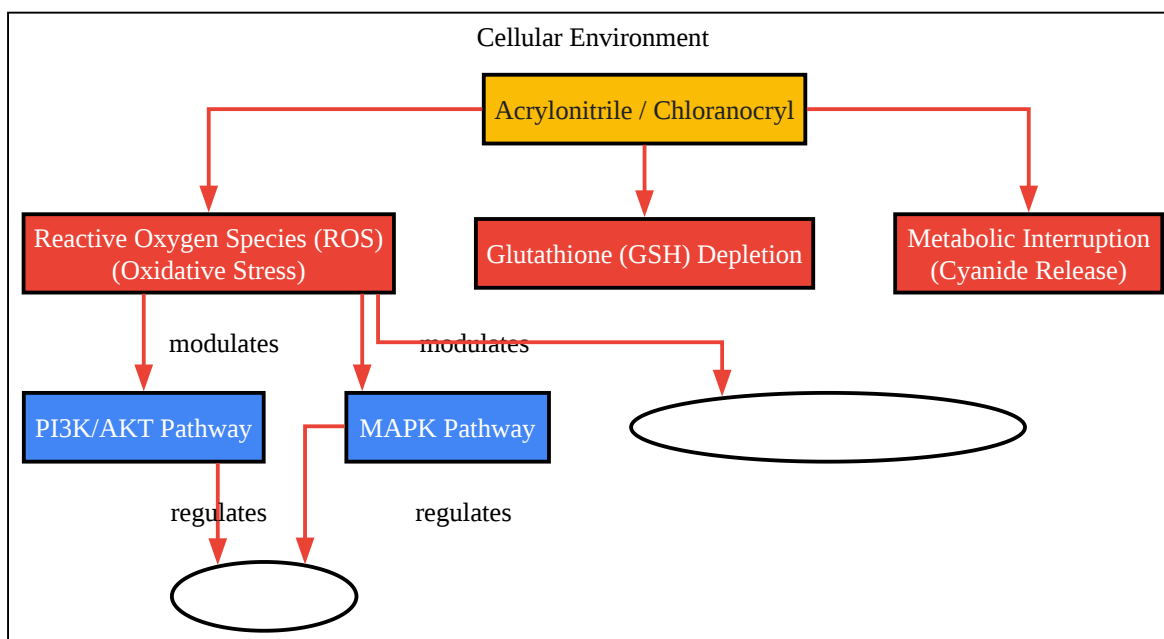 Cellular Environment
Acrylonitrile / Chloranocryl
Reactive Oxygen Species (ROS)
(Oxidative Stress)
Glutathione (GSH) Depletion
Metabolic Interruption
(Cyanide Release)
modulates
modulates
PI3K/AKT Pathway
MAPK Pathway
regulates
regulates